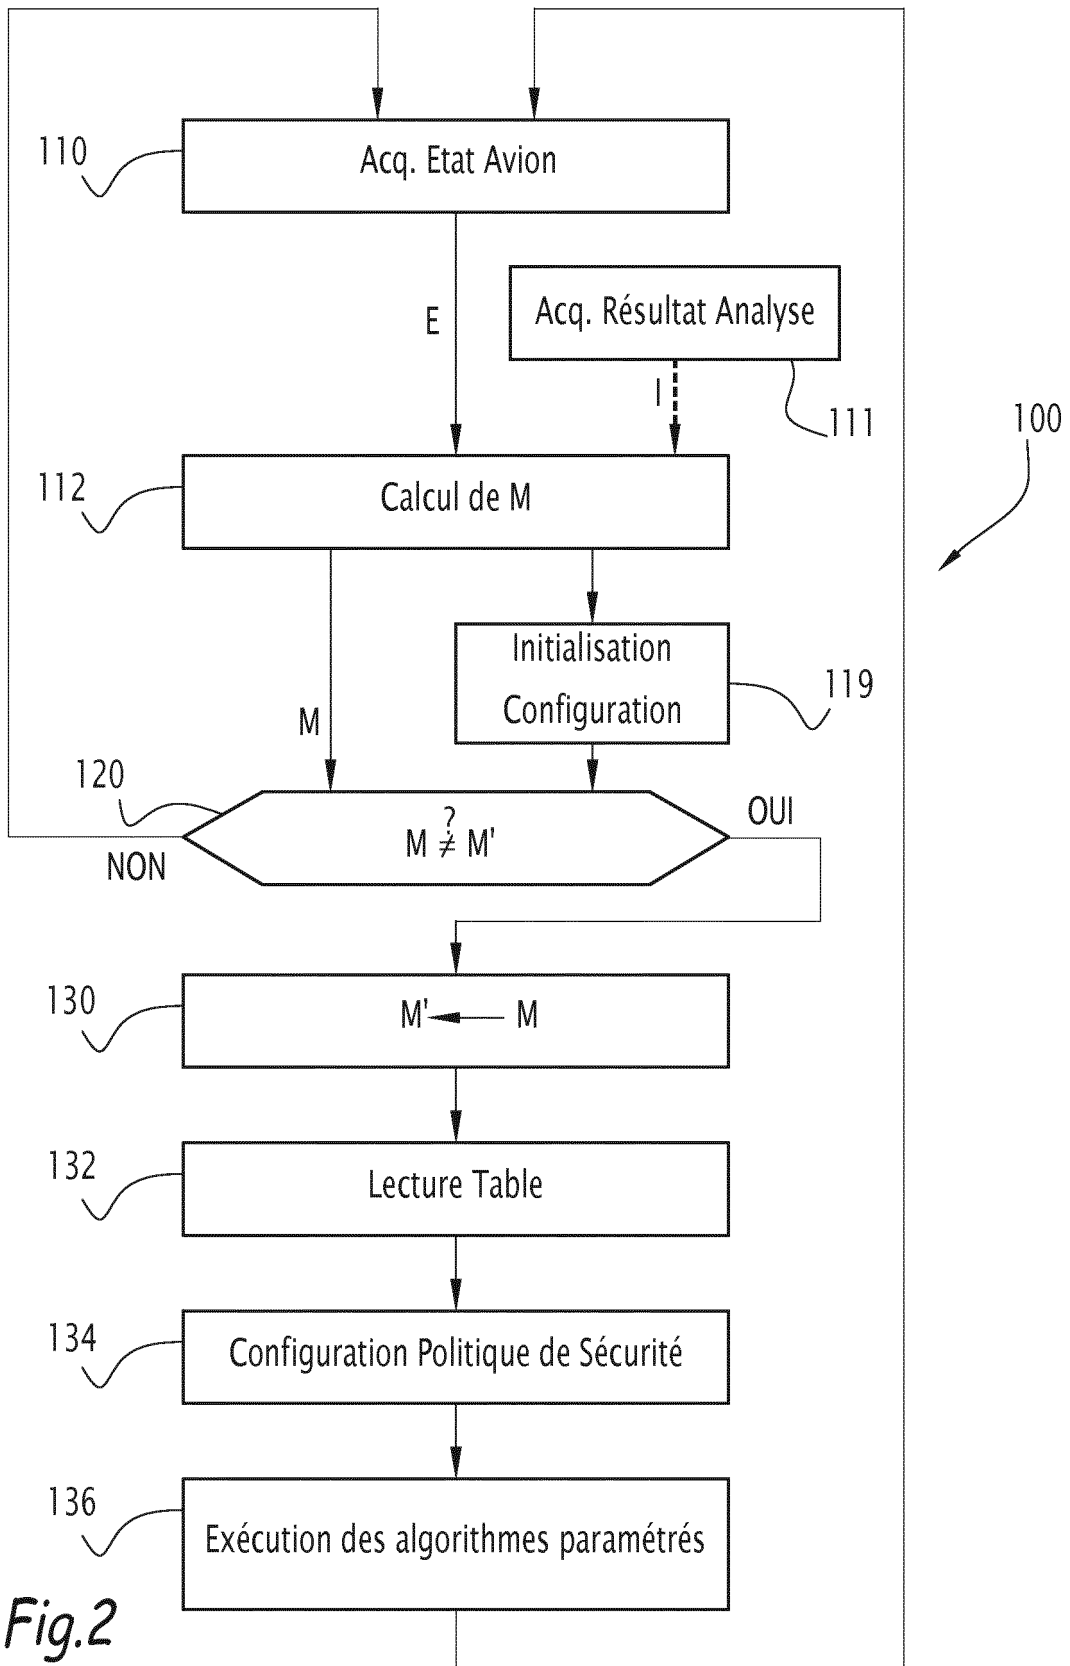 110
Acq. Etat Avion
E
Acq. Résultat Analyse
I
111
100
112
Calcul de M
Initialisation
Configuration
119
M
120
?
M ≠ M'
OUI
NON
130
M' ← M
132
Lecture Table
134
Configuration Politique de Sécurité
136
Exécution des algorithmes paramétrés
Fig.2